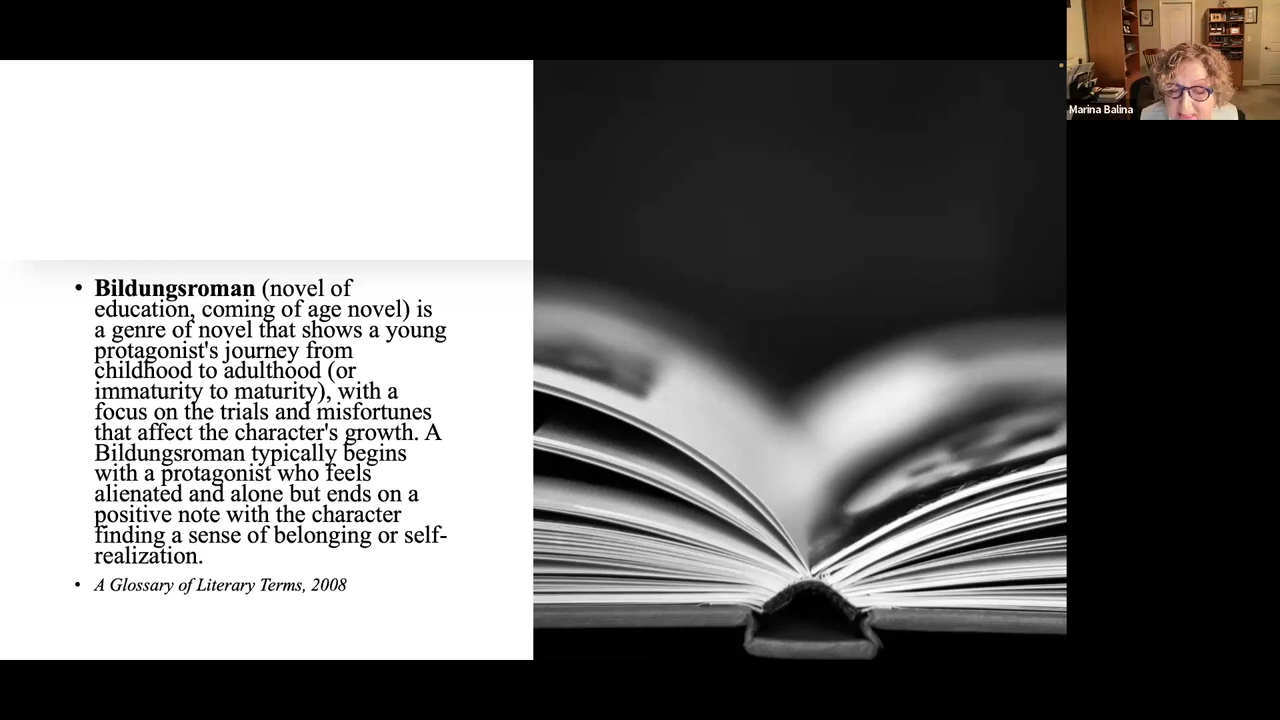 Marina Balina
• Bildungsroman (novel of
education, coming of age novel) is
a genre of novel that shows a young
protagonist's journey from
childhood to adulthood (or
immaturity to maturity), with a
focus on the trials and misfortunes
that affect the character's growth. A
Bildungsroman typically begins
with a protagonist who feels
alienated and alone but ends on a
positive note with the character
finding a sense of belonging or self-
realization.
• A Glossary of Literary Terms, 2008